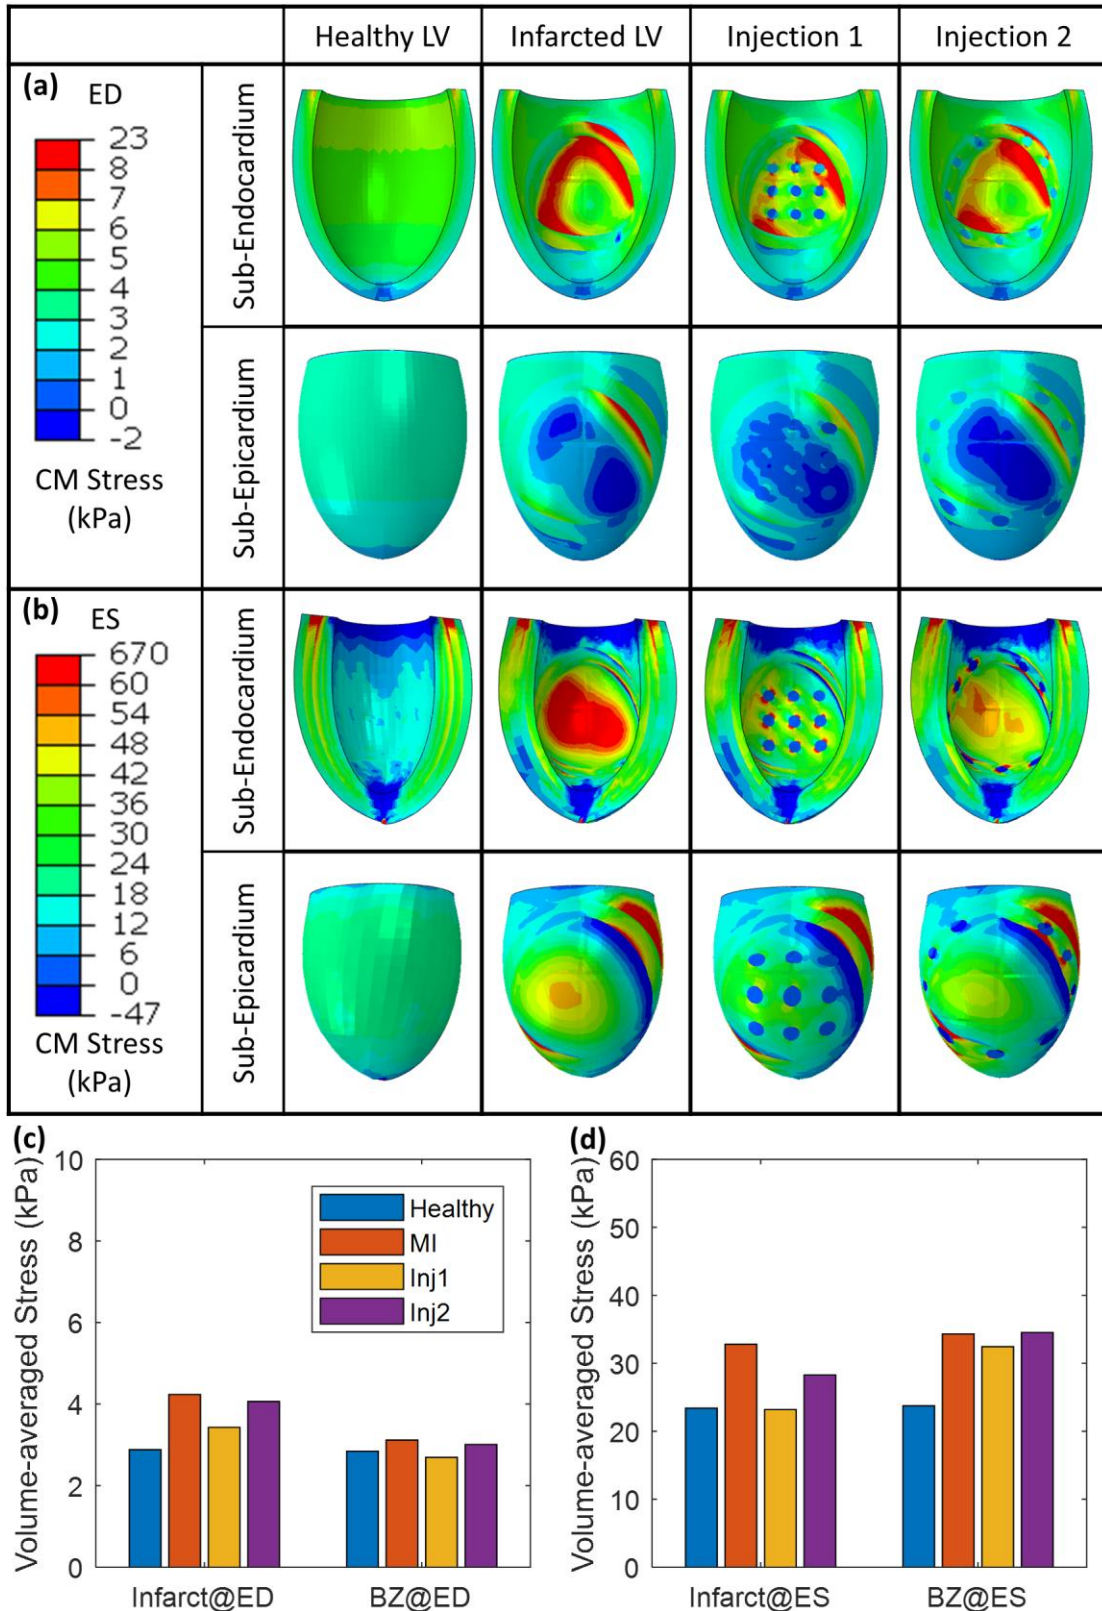 Healthy LV
Infarcted LV
Injection 1
Injection 2
(a)
ED
23
8
7
6
5
4
3
2
1
0
-2
CM Stress
(kPa)
Sub-Endocardium
Sub-Epicardium
(b)
ES
670
60
54
48
42
36
30
24
18
12
6
0
-47
CM Stress
(kPa)
Sub-Endocardium
Sub-Epicardium
(c)
Volume-averaged Stress (kPa)
10
8
6
4
2
0
Healthy
MI
Inj1
Inj2
Infarct@ED
BZ@ED
(d)
Volume-averaged Stress (kPa)
60
50
40
30
20
10
0
Infarct@ES
BZ@ES